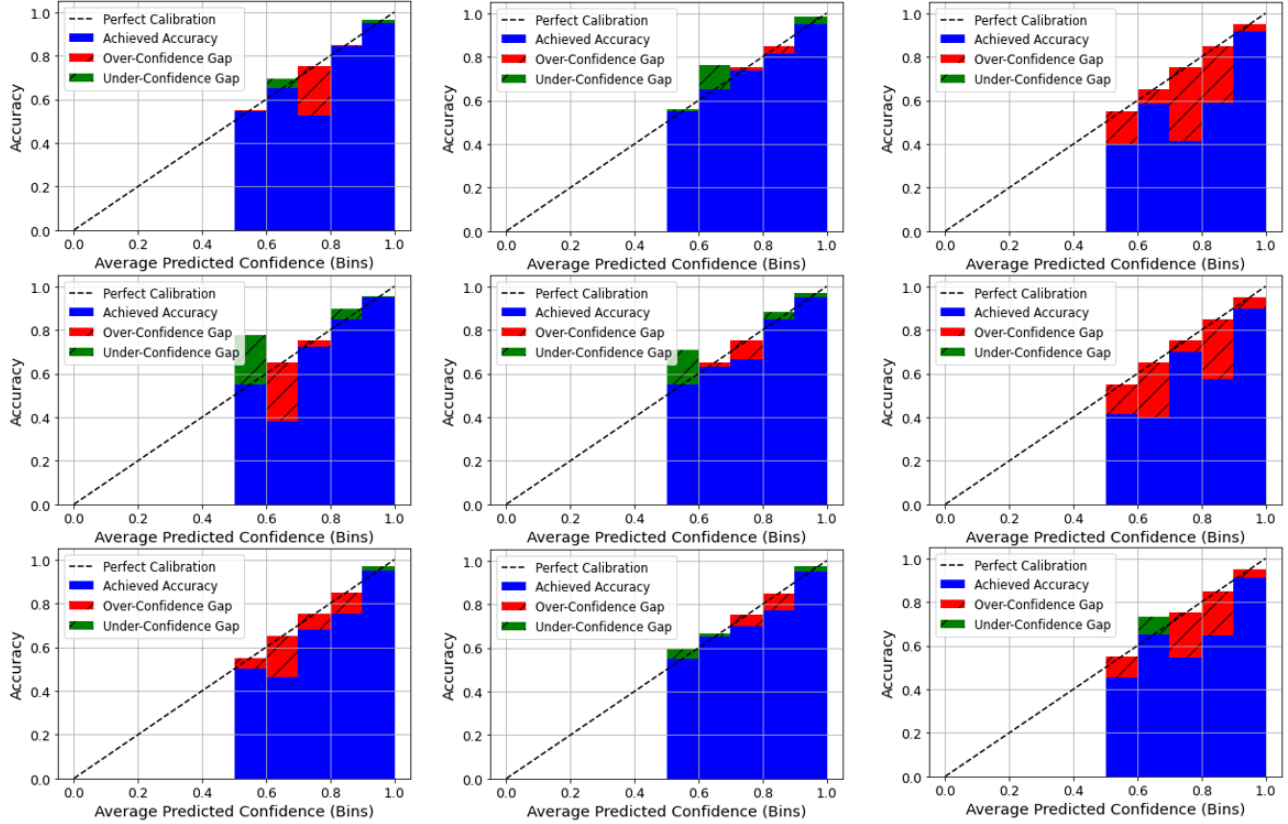 Perfect Calibration
Achieved Accuracy
Over-Confidence Gap
Under-Confidence Gap
Accuracy
1.0
0.8
0.6
0.4
0.2
0.0
0.0 0.2 0.4 0.6 0.8 1.0
Average Predicted Confidence (Bins)
Perfect Calibration
Achieved Accuracy
Over-Confidence Gap
Under-Confidence Gap
Accuracy
1.0
0.8
0.6
0.4
0.2
0.0
0.0 0.2 0.4 0.6 0.8 1.0
Average Predicted Confidence (Bins)
Perfect Calibration
Achieved Accuracy
Over-Confidence Gap
Under-Confidence Gap
Accuracy
1.0
0.8
0.6
0.4
0.2
0.0
0.0 0.2 0.4 0.6 0.8 1.0
Average Predicted Confidence (Bins)
Perfect Calibration
Achieved Accuracy
Over-Confidence Gap
Under-Confidence Gap
Accuracy
1.0
0.8
0.6
0.4
0.2
0.0
0.0 0.2 0.4 0.6 0.8 1.0
Average Predicted Confidence (Bins)
Perfect Calibration
Achieved Accuracy
Over-Confidence Gap
Under-Confidence Gap
Accuracy
1.0
0.8
0.6
0.4
0.2
0.0
0.0 0.2 0.4 0.6 0.8 1.0
Average Predicted Confidence (Bins)
Perfect Calibration
Achieved Accuracy
Over-Confidence Gap
Under-Confidence Gap
Accuracy
1.0
0.8
0.6
0.4
0.2
0.0
0.0 0.2 0.4 0.6 0.8 1.0
Average Predicted Confidence (Bins)
Perfect Calibration
Achieved Accuracy
Over-Confidence Gap
Under-Confidence Gap
Accuracy
1.0
0.8
0.6
0.4
0.2
0.0
0.0 0.2 0.4 0.6 0.8 1.0
Average Predicted Confidence (Bins)
Perfect Calibration
Achieved Accuracy
Over-Confidence Gap
Under-Confidence Gap
Accuracy
1.0
0.8
0.6
0.4
0.2
0.0
0.0 0.2 0.4 0.6 0.8 1.0
Average Predicted Confidence (Bins)
Perfect Calibration
Achieved Accuracy
Over-Confidence Gap
Under-Confidence Gap
Accuracy
1.0
0.8
0.6
0.4
0.2
0.0
0.0 0.2 0.4 0.6 0.8 1.0
Average Predicted Confidence (Bins)